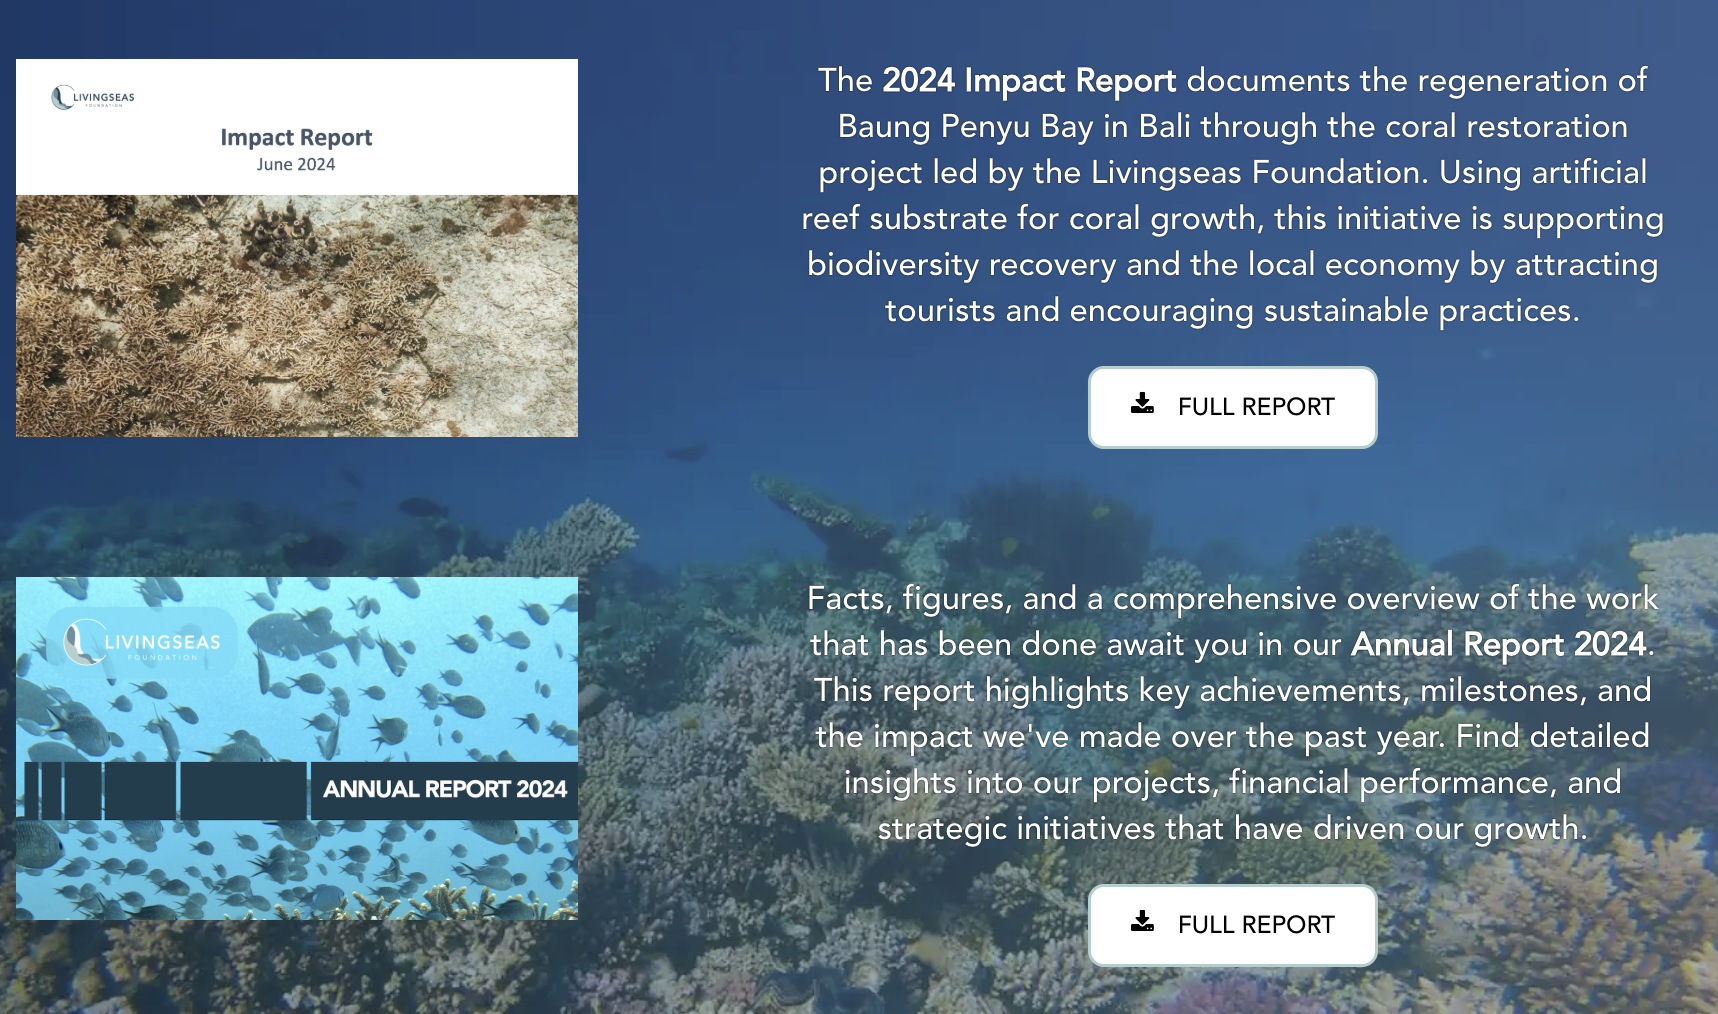 LIVINGSEAS
FOUNDATION
Impact Report
June 2024
The 2024 Impact Report documents the regeneration of
Baung Penyu Bay in Bali through the coral restoration
project led by the Livingseas Foundation. Using artificial
reef substrate for coral growth, this initiative is supporting
biodiversity recovery and the local economy by attracting
tourists and encouraging sustainable practices.
FULL REPORT
LIVINGSEAS
FOUNDATION
ANNUAL REPORT 2024
Facts, figures, and a comprehensive overview of the work
that has been done await you in our Annual Report 2024.
This report highlights key achievements, milestones, and
the impact we've made over the past year. Find detailed
insights into our projects, financial performance, and
strategic initiatives that have driven our growth.
FULL REPORT